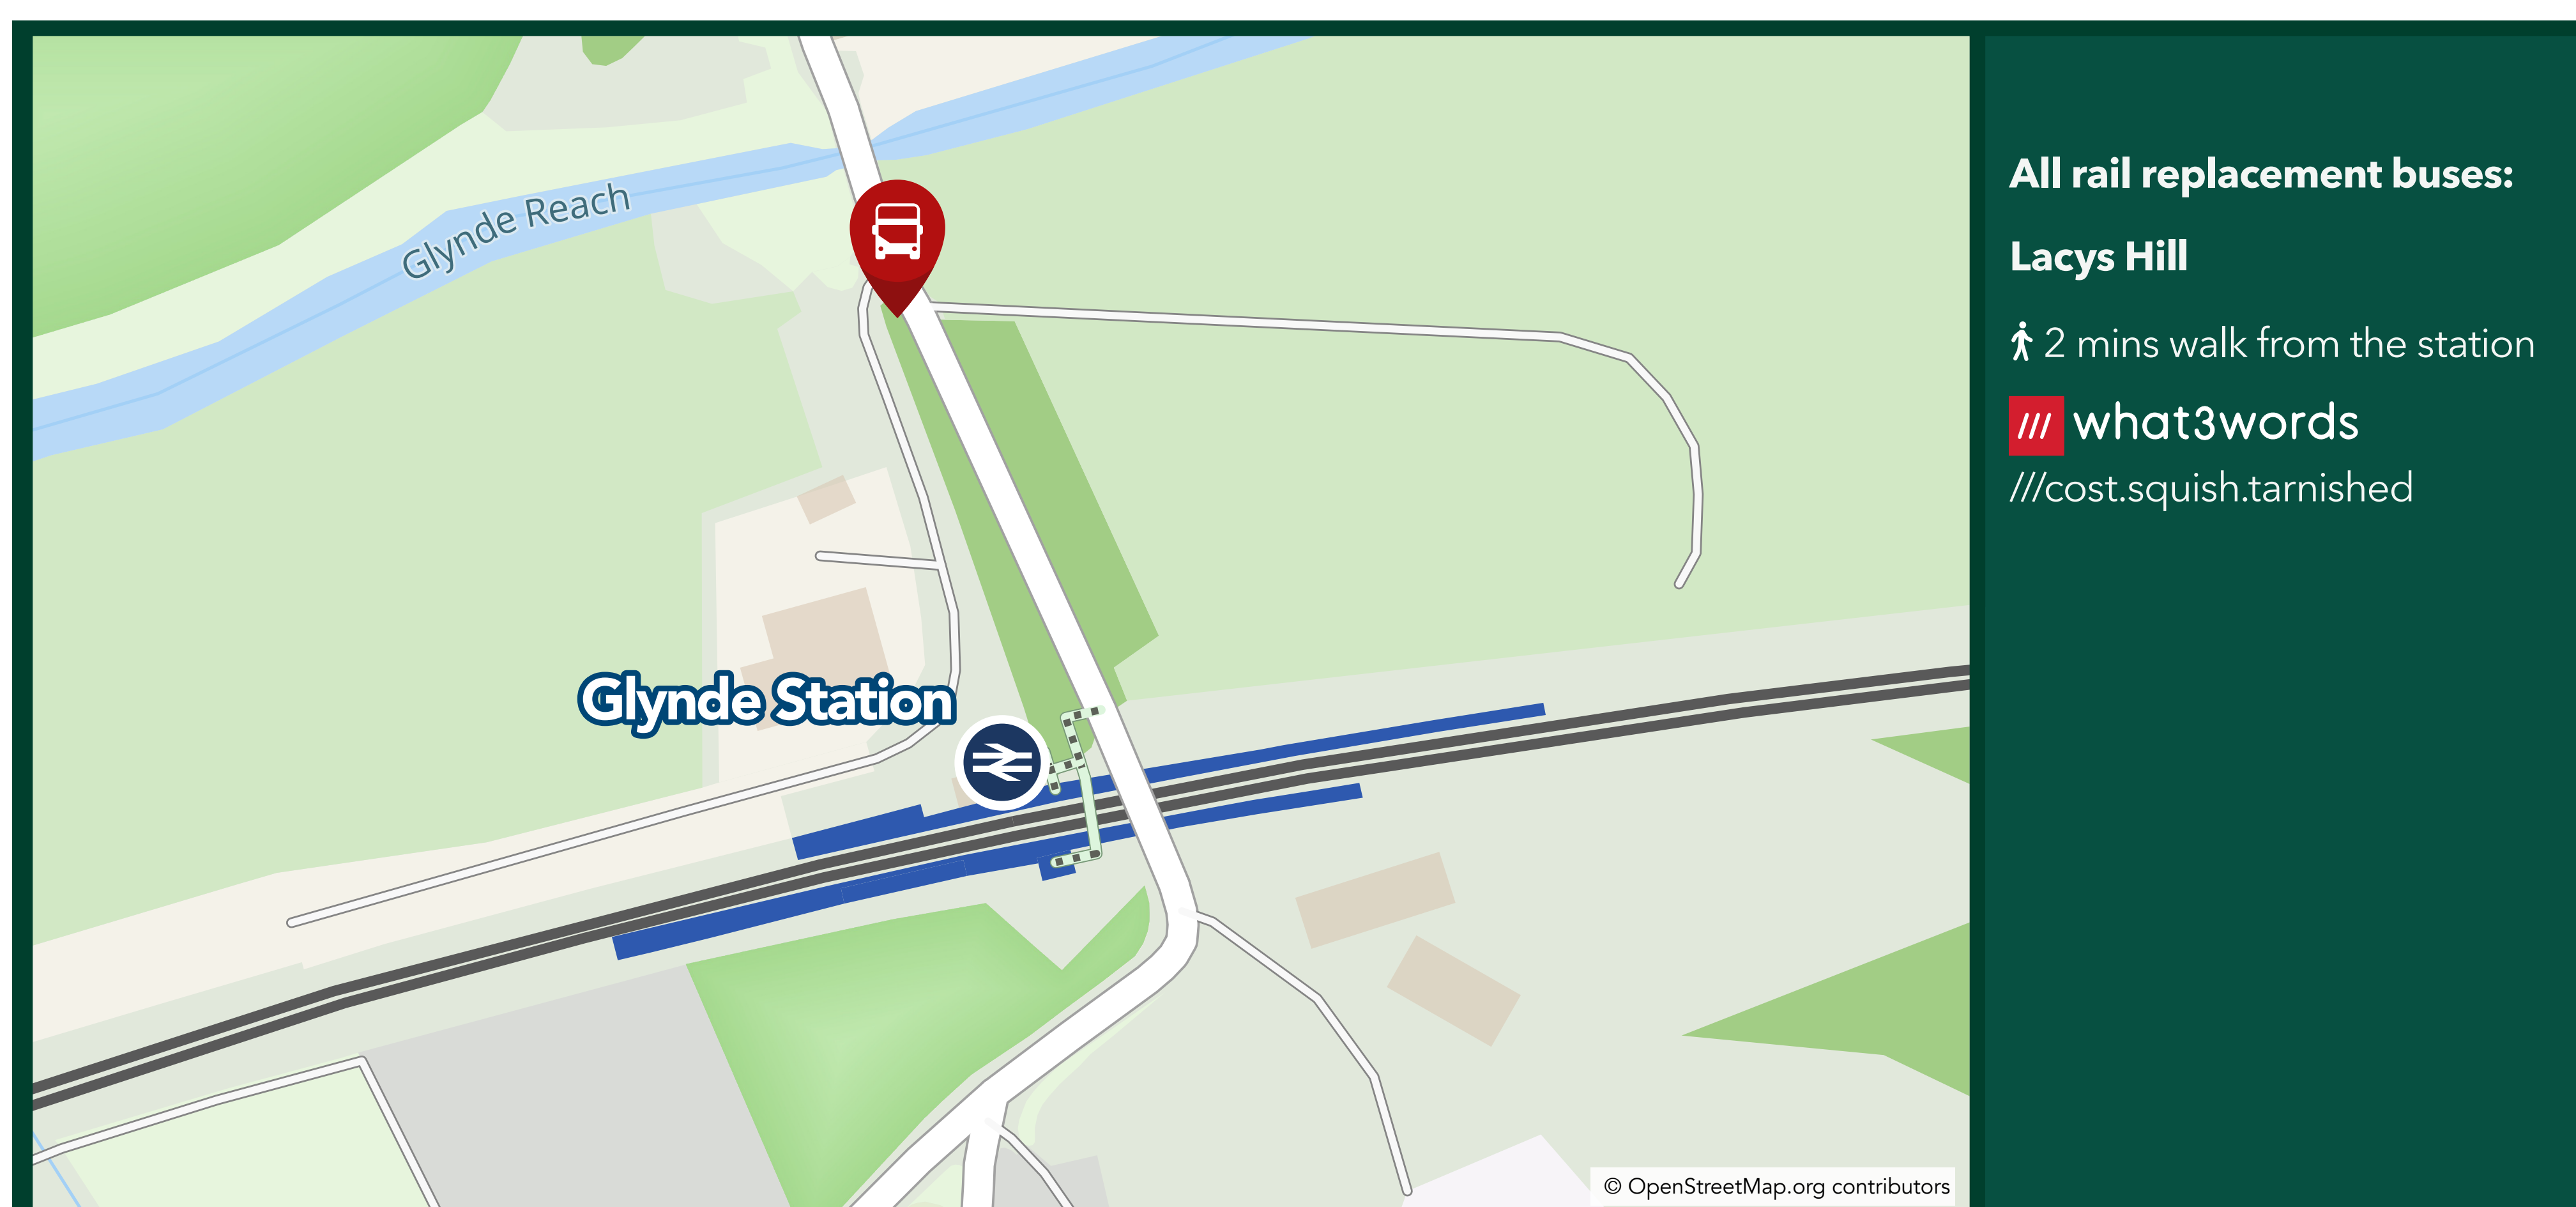 Glynde Reach
Glynde Station
© OpenStreetMap.org contributors
All rail replacement buses:
Lacys Hill
2 mins walk from the station
/// what3words
///cost.squish.tarnished